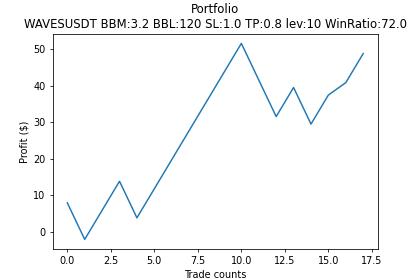 Portfolio
WAVESUSDT BBM:3.2 BBL:120 SL:1.0 TP:0.8 lev:10 WinRatio:72.0
50
40
30
20
10
0
Profit ($)
0.0 2.5 5.0 7.5 10.0 12.5 15.0 17.5
Trade counts